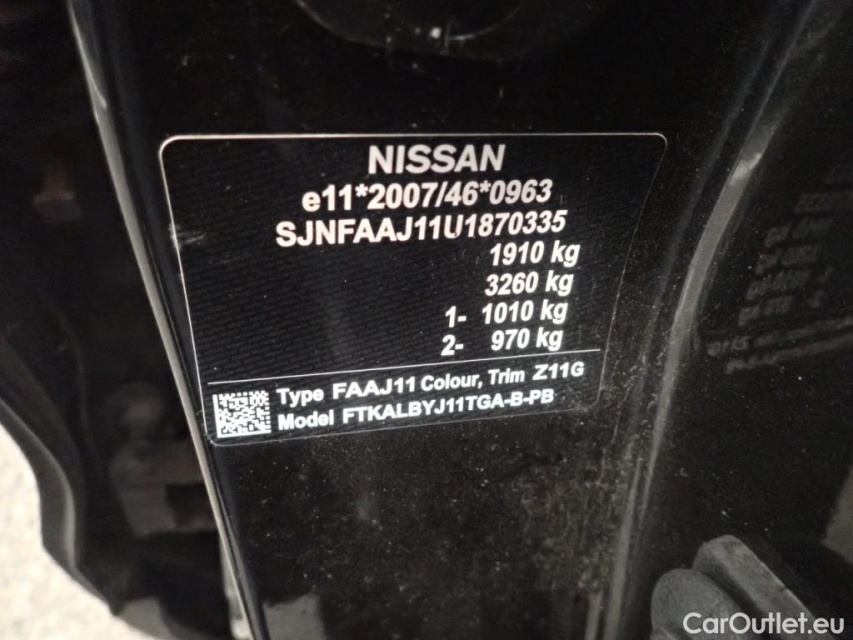 NISSAN
e11*2007/46*0963
SJNFAAJ11U1870335
1910 kg
3260 kg
1- 1010 kg
2- 970 kg
Type FAAJ11 Colour, Trim Z11G
Model FTKALBYJ11TGA-B-PB
CarOutlet.eu